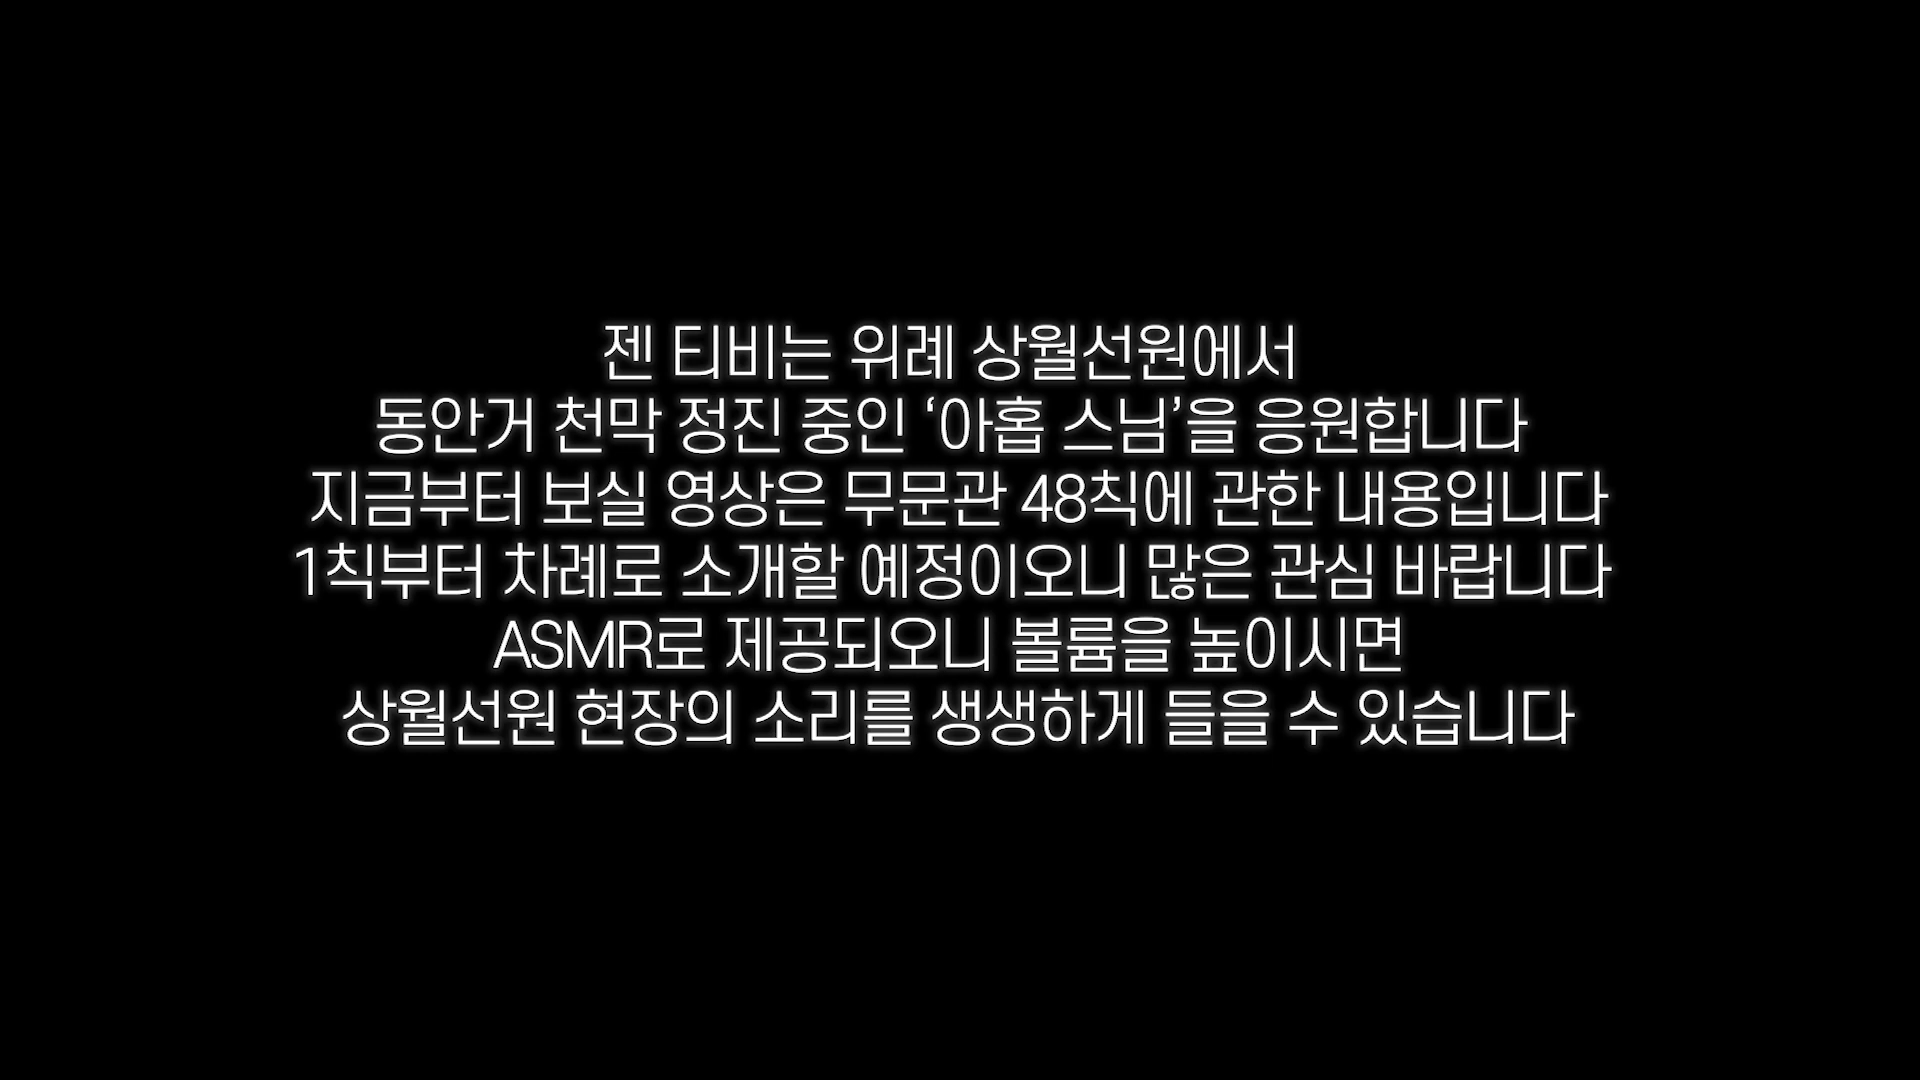 젠 티비는 위례 상월선원에서
동안거 천막 정진 중인 ‘아홉 스님’을 응원합니다
지금부터 보실 영상은 무문관 48칙에 관한 내용입니다
1칙부터 차례로 소개할 예정이오니 많은 관심 바랍니다
ASMR로 제공되오니 볼륨을 높이시면
상월선원 현장의 소리를 생생하게 들을 수 있습니다